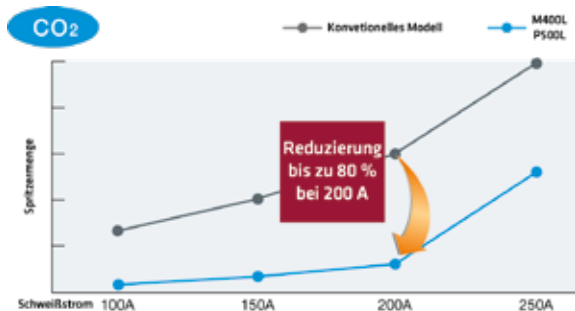 CO₂
Konvetionelles Modell
M400L
P500L
Spritzermenge
Reduzierung
bis zu 80 %
bei 200 A
Schweißstrom 100A 150A 200A 250A